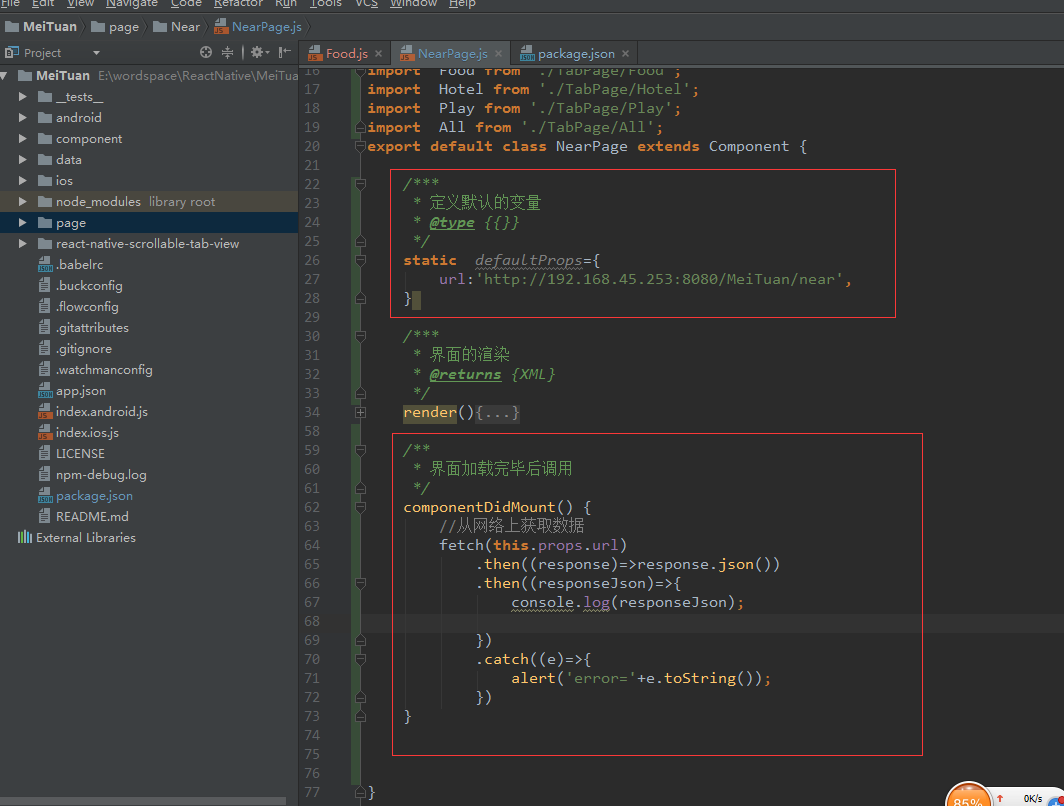 File Edit View Navigate Code Refactor Run Tools VCS Window Help
MeiTuan page Near NearPage.js
Project
Food.js NearPage.js package.json
MeiTuan E:\wordspace\ReactNative\MeiTua
__tests__
android
component
data
ios
node_modules library root
page
react-native-scrollable-tab-view
.babelrc
.buckconfig
.flowconfig
.gitattributes
.gitignore
.watchmanconfig
app.json
index.android.js
index.ios.js
LICENSE
npm-debug.log
package.json
README.md
External Libraries
16 import Food from './TabPage/Food';
17 import Hotel from './TabPage/Hotel';
18 import Play from './TabPage/Play';
19 import All from './TabPage/All';
20 export default class NearPage extends Component {
21
22 /***
23 * 定义默认的变量
24 * @type {{}}
25 */
26 static defaultProps={
27 url:'http://192.168.45.253:8080/MeiTuan/near',
28 }
29
30 /***
31 * 界面的渲染
32 * @returns {XML}
33 */
34 render(){...}
58
59 /**
60 * 界面加载完毕后调用
61 */
62 componentDidMount() {
63 //从网络上获取数据
64 fetch(this.props.url)
65 .then((response)=>response.json())
66 .then((responseJson)=>{
67 console.log(responseJson);
68
69 })
70 .catch((e)=>{
71 alert('error='+e.toString());
72 })
73 }
74
75
76
77 }
85%
0K/s